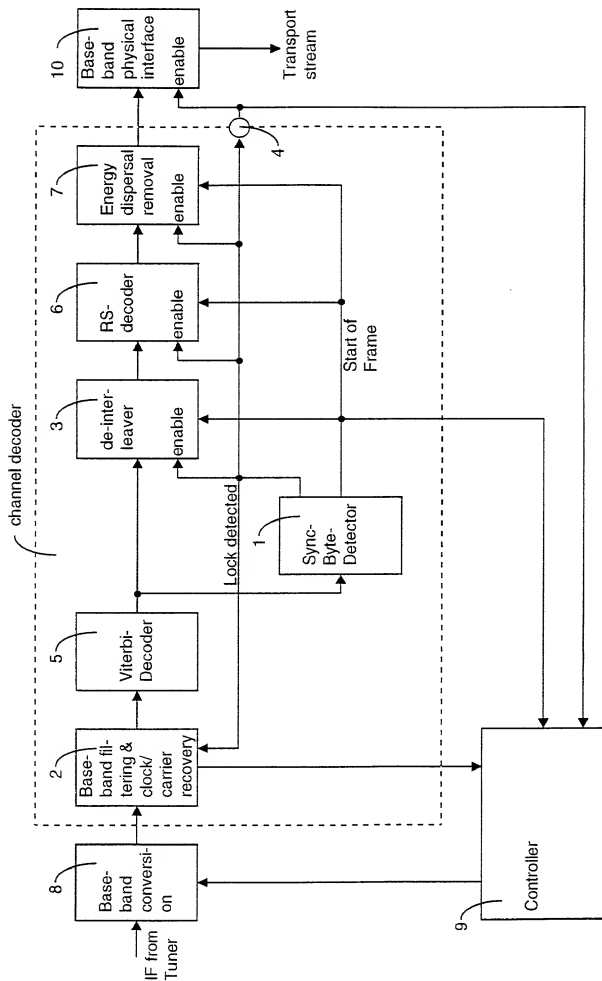 channel decoder
IF from
Tuner
8
Base-
band
conversi-
on
2
Base-
band fil-
tering &
clock/
carrier
recovery
5
Viterbi-
Decoder
3
de-inter-
leaver
enable
6
RS-
decoder
enable
7
Energy
dispersal
removal
enable
10
Base-
band
physical
interface
enable
Transport
stream
4
Lock detected
1
Sync-
Byte-
Detector
Start of
Frame
9
Controller